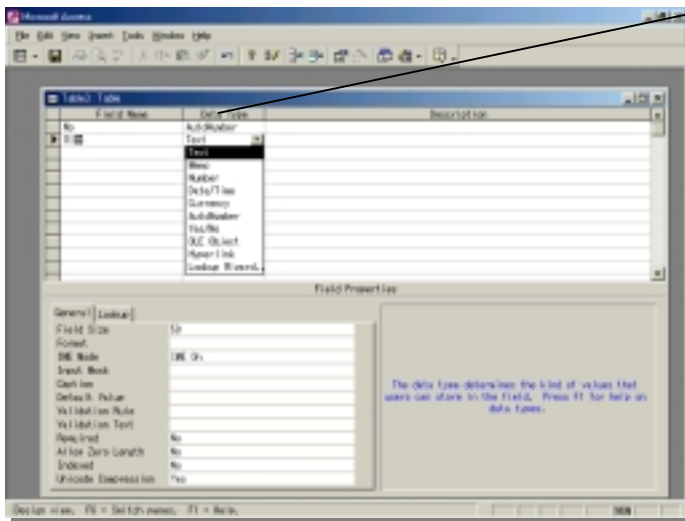 Microsoft Access
File Edit View Insert Tools Window Help
Table3: Table
Field Name Data Type Description
No AutoNumber
Text
Text
Memo
Number
Date/Time
Currency
AutoNumber
Yes/No
OLE Object
Hyperlink
Lookup Wizard...
Field Properties
General Lookup
Field Size 50
Format
IME Mode IME On
Input Mask
Caption
Default Value
Validation Rule
Validation Text
Required No
Allow Zero Length No
Indexed No
Unicode Compression Yes
The data type determines the kind of values that
users can store in the field. Press F1 for help on
data types.
Design view. F6 = Switch panes. F1 = Help.
NUM